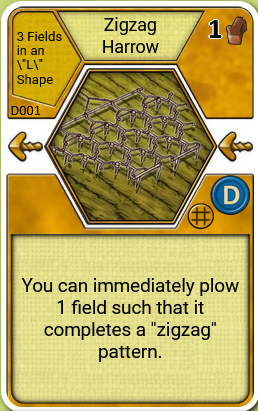 3 Fields
in an
\"L\"
Shape
Zigzag
Harrow
1
D001
D
You can immediately plow
1 field such that it
completes a "zigzag"
pattern.